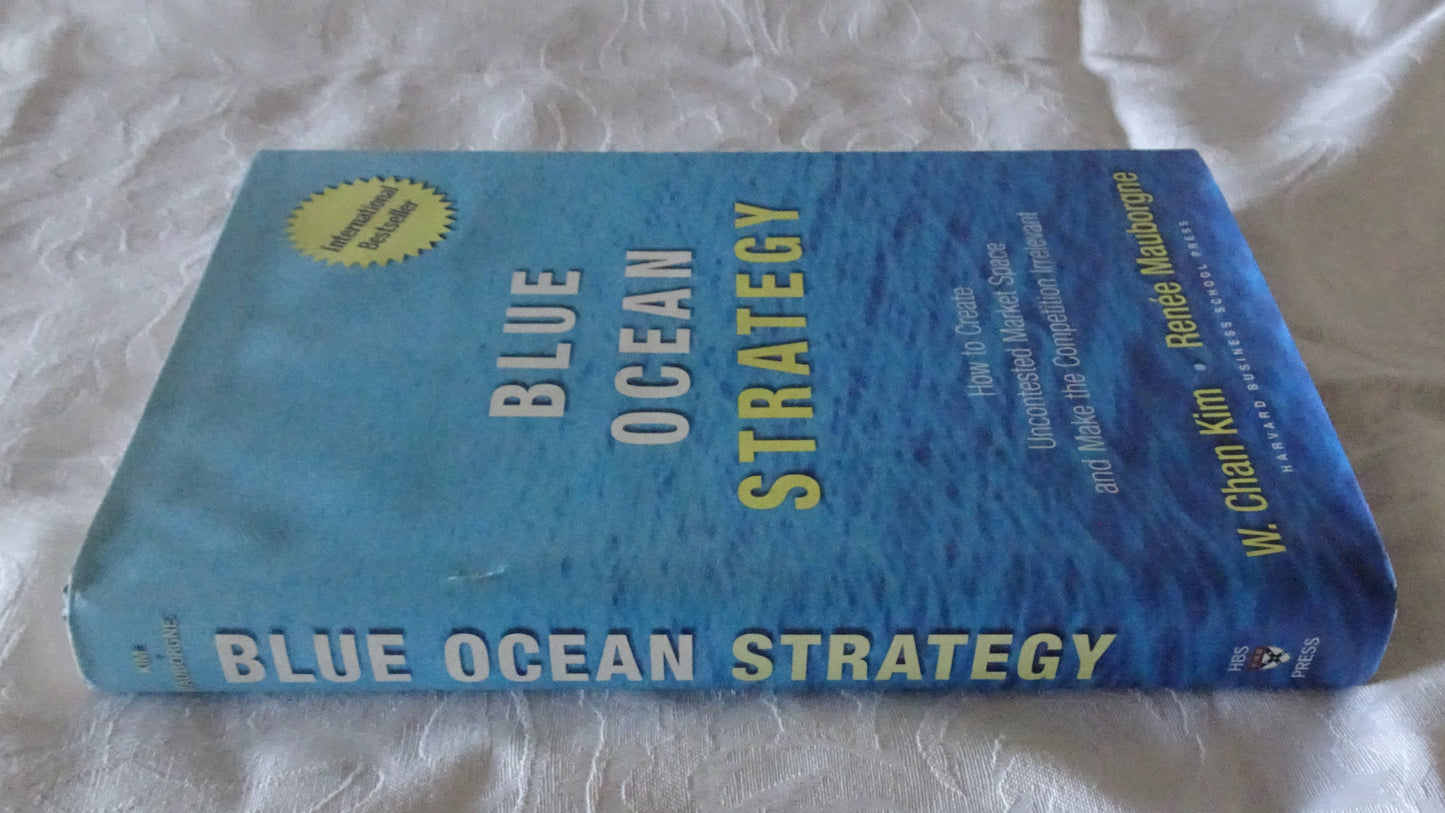 International
Bestseller
BLUE
OCEAN
STRATEGY
How to Create
Uncontested Market Space
and Make the Competition Irrelevant
W. Chan Kim • Renée Mauborgne
HARVARD BUSINESS SCHOOL PRESS
KIM
MAUBORGNE
BLUE OCEAN STRATEGY
HBS
PRESS